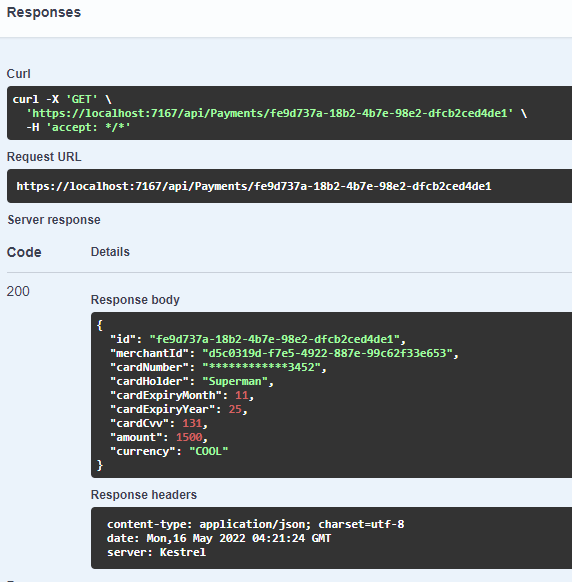 Responses
Curl
curl -X 'GET' \
'https://localhost:7167/api/Payments/fe9d737a-18b2-4b7e-98e2-dfcb2ced4de1' \
-H 'accept: */*'
Request URL
https://localhost:7167/api/Payments/fe9d737a-18b2-4b7e-98e2-dfcb2ced4de1
Server response
Code Details
200
Response body
{
"id": "fe9d737a-18b2-4b7e-98e2-dfcb2ced4de1",
"merchantId": "d5c0319d-f7e5-4922-887e-99c62f33e653",
"cardNumber": "************3452",
"cardHolder": "Superman",
"cardExpiryMonth": 11,
"cardExpiryYear": 25,
"cardCvv": 131,
"amount": 1500,
"currency": "COOL"
}
Response headers
content-type: application/json; charset=utf-8
date: Mon,16 May 2022 04:21:24 GMT
server: Kestrel